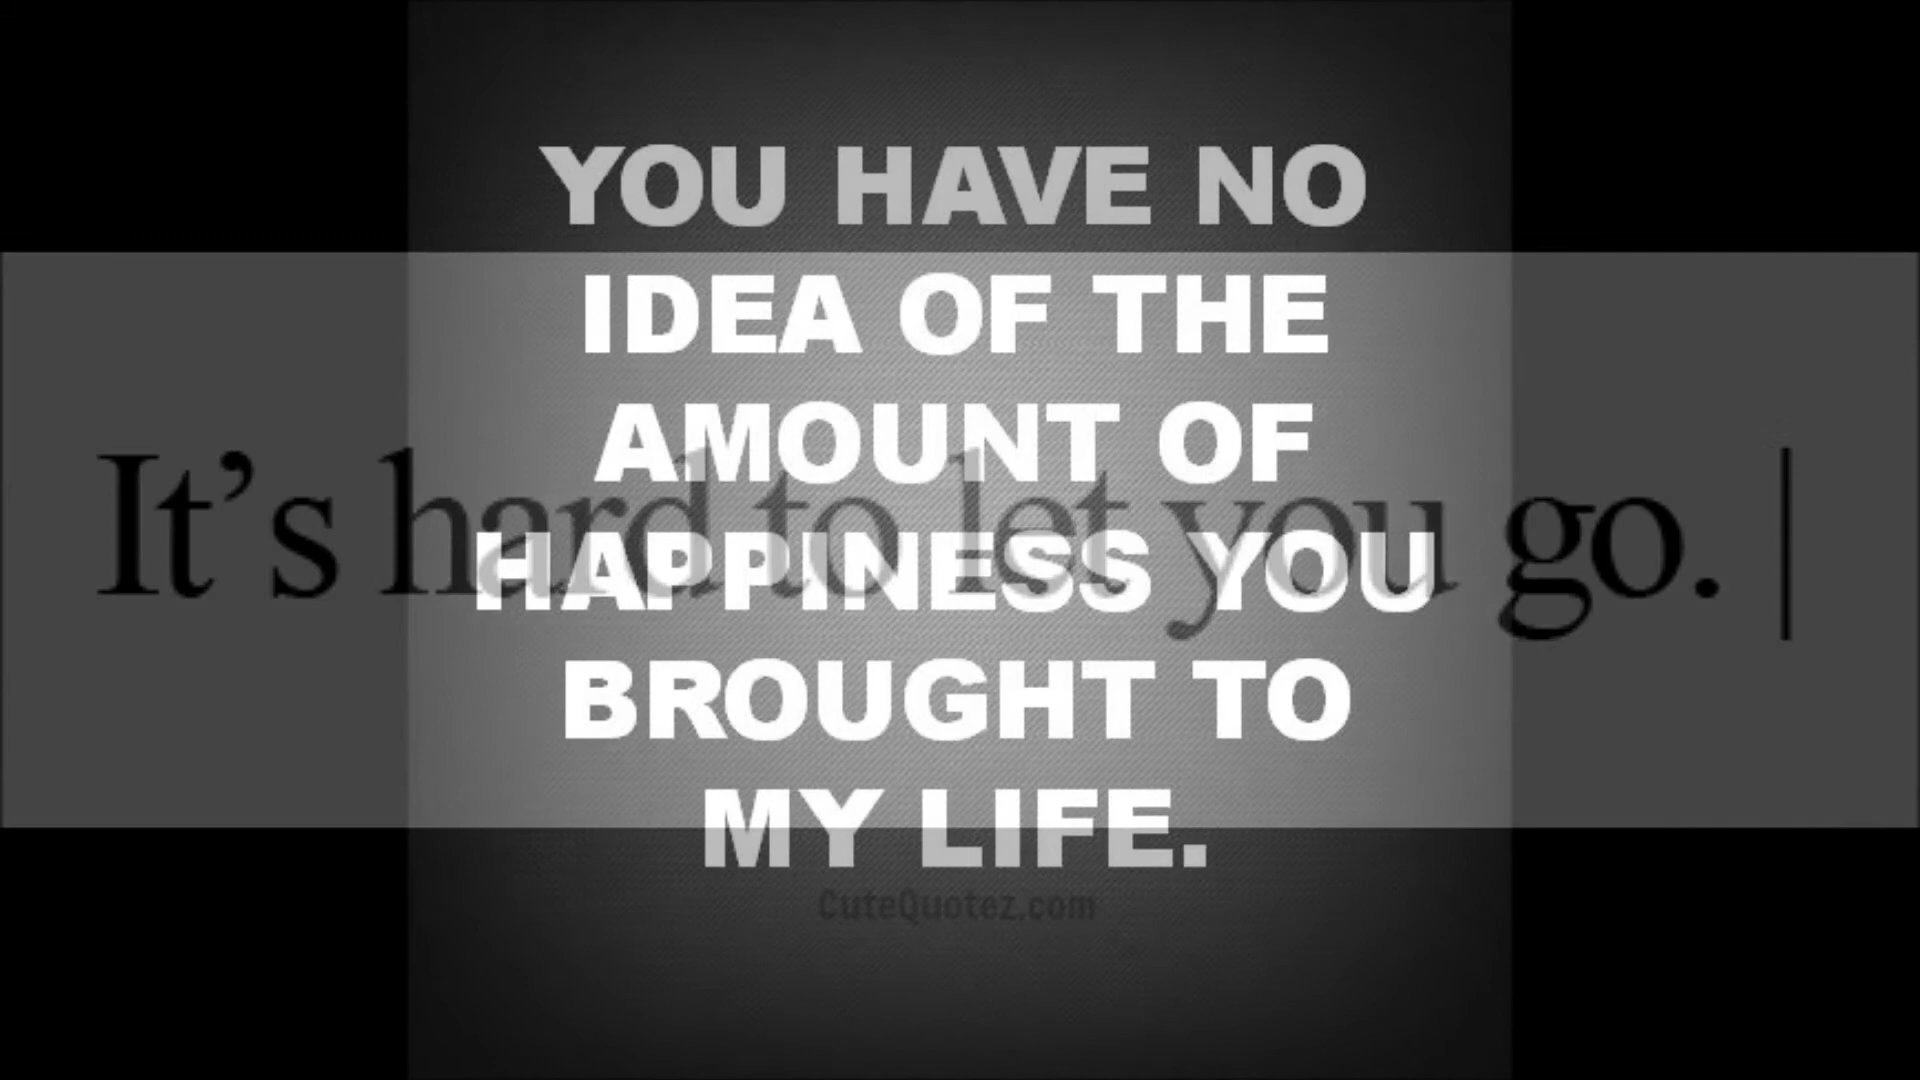 YOU HAVE NO
IDEA OF THE
AMOUNT OF
It's hard to let you go. |
HAPPINESS YOU
BROUGHT TO
MY LIFE.
CuteQuotez.com